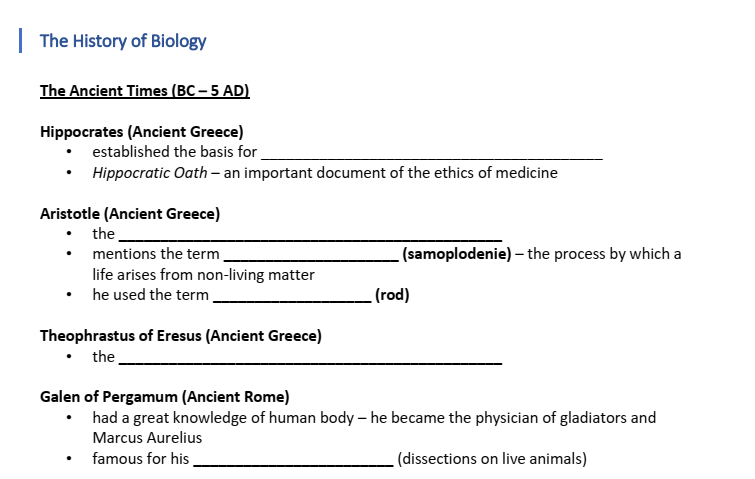 The History of Biology
The Ancient Times (BC – 5 AD)
Hippocrates (Ancient Greece)
• established the basis for _________________________________________
• Hippocratic Oath – an important document of the ethics of medicine
Aristotle (Ancient Greece)
• the ______________________________________________
• mentions the term _____________________ (samoplodenie) – the process by which a
life arises from non-living matter
• he used the term ___________________ (rod)
Theophrastus of Eresus (Ancient Greece)
• the ______________________________________________
Galen of Pergamum (Ancient Rome)
• had a great knowledge of human body – he became the physician of gladiators and
Marcus Aurelius
• famous for his ________________________ (dissections on live animals)